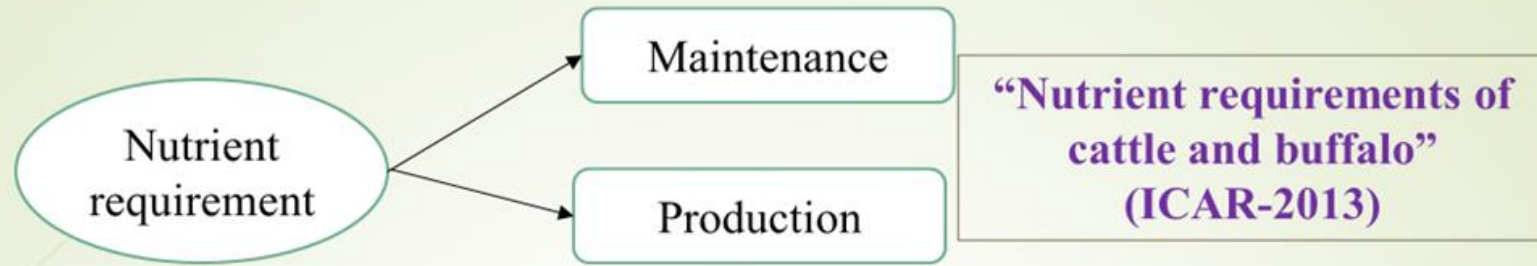 Maintenance
Nutrient
requirement
Production
“Nutrient requirements of
cattle and buffalo”
(ICAR-2013)